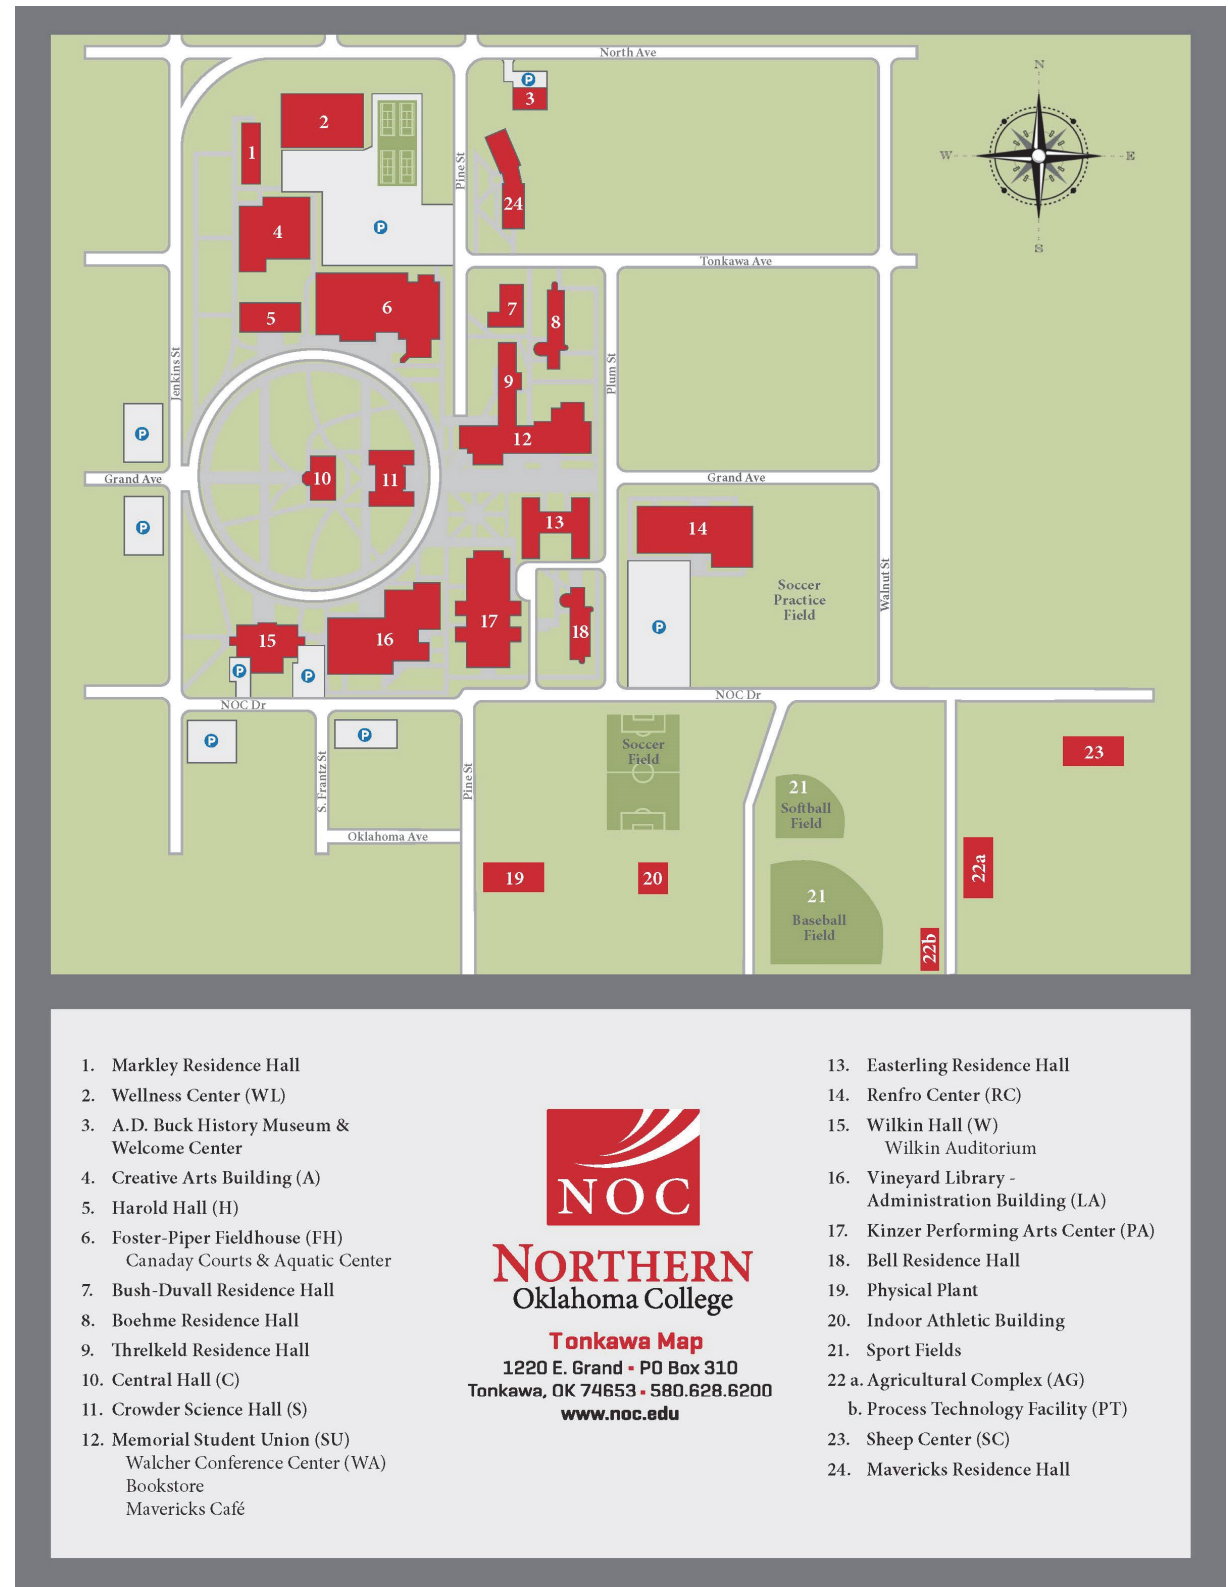 North Ave
N
P
3
2
1
W
E
Pine St
24
4
P
S
Tonkawa Ave
6
7
5
8
Jenkins St
Plum St
9
P
12
Grand Ave
10
11
Grand Ave
P
13
14
Walnut St
Soccer
Practice
Field
17
P
18
15
16
P
P
NOC Dr
NOC Dr
P
P
Soccer
Field
S. Frantz St
Pine St
23
21
Softball
Field
Oklahoma Ave
22a
19
20
21
Baseball
Field
22b
1. Markley Residence Hall
2. Wellness Center (WL)
3. A.D. Buck History Museum &
Welcome Center
4. Creative Arts Building (A)
5. Harold Hall (H)
6. Foster-Piper Fieldhouse (FH)
Canaday Courts & Aquatic Center
7. Bush-Duvall Residence Hall
8. Boehme Residence Hall
9. Threlkeld Residence Hall
10. Central Hall (C)
11. Crowder Science Hall (S)
12. Memorial Student Union (SU)
Walcher Conference Center (WA)
Bookstore
Mavericks Café
NOC
NORTHERN
Oklahoma College
Tonkawa Map
1220 E. Grand ▪ PO Box 310
Tonkawa, OK 74653 ▪ 580.628.6200
www.noc.edu
13. Easterling Residence Hall
14. Renfro Center (RC)
15. Wilkin Hall (W)
Wilkin Auditorium
16. Vineyard Library -
Administration Building (LA)
17. Kinzer Performing Arts Center (PA)
18. Bell Residence Hall
19. Physical Plant
20. Indoor Athletic Building
21. Sport Fields
22 a. Agricultural Complex (AG)
b. Process Technology Facility (PT)
23. Sheep Center (SC)
24. Mavericks Residence Hall